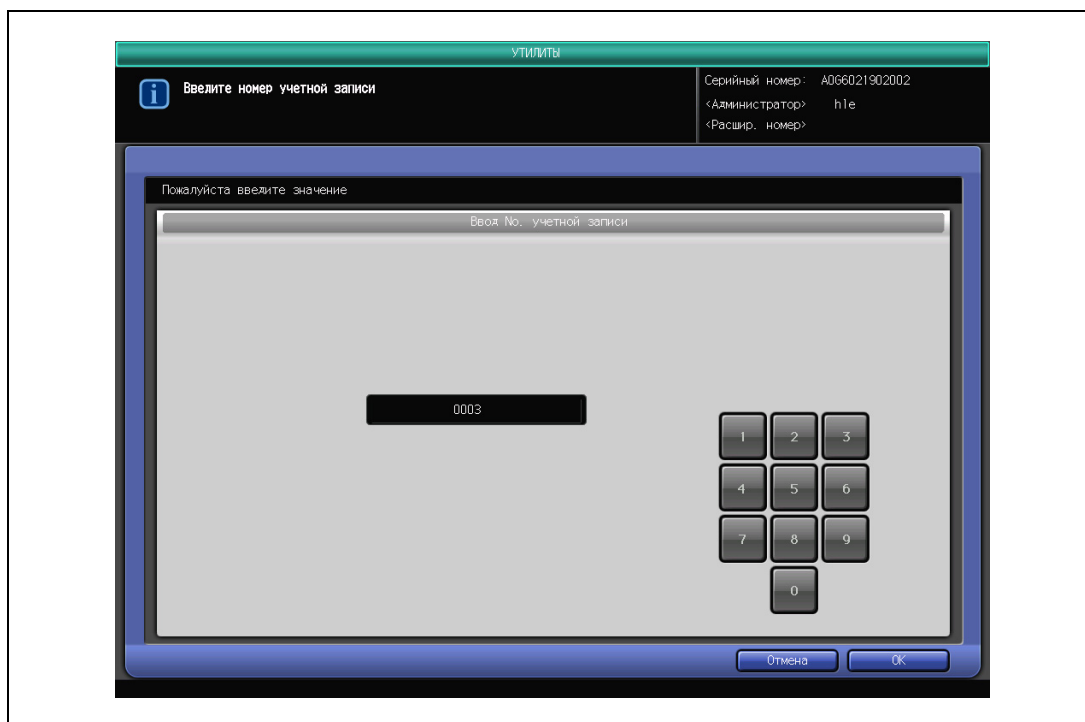 УТИЛИТЫ
Введите номер учетной записи
Серийный номер: A0G6021902002
<Администратор> hle
<Расшир. номер>
Пожалуйста введите значение
Ввод No. учетной записи
0003
1 2 3
4 5 6
7 8 9
0
Отмена OK